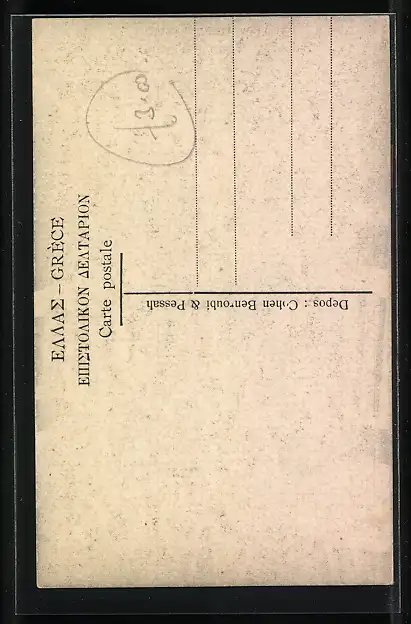 ΕΛΛΑΣ – GRÈCE
ΕΠΙΣΤΟΛΙΚΟΝ ΔΕΛΤΑΡΙΟΝ
Carte postale
Depos : Cohen Benroubi & Pessah